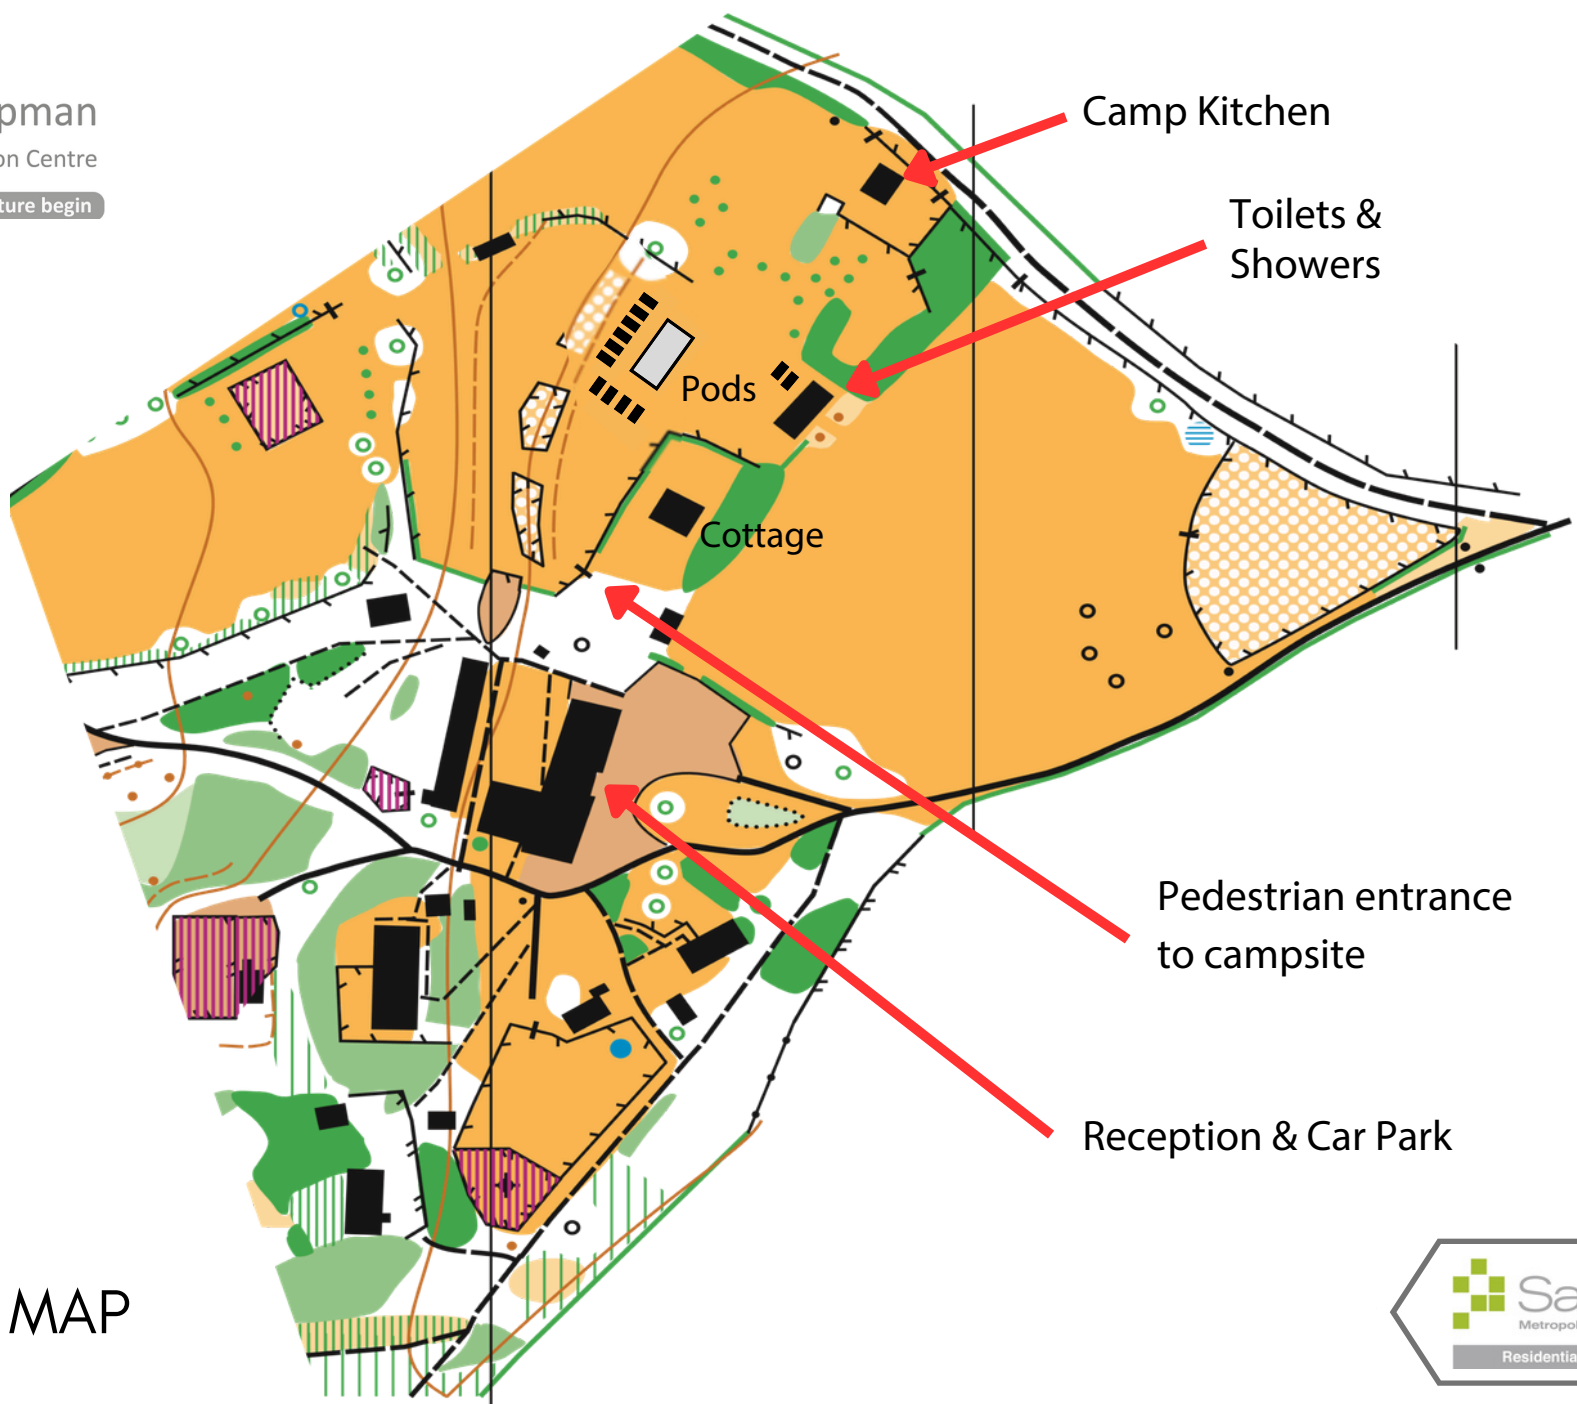 pman
on Centre
ture begin
Camp Kitchen
Toilets &
Showers
Pods
Cottage
Pedestrian entrance
to campsite
Reception & Car Park
MAP
Sa
Metropol
Residentia